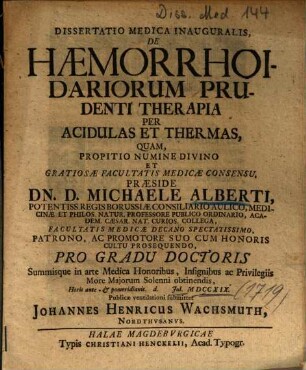 Diss. Med 144
DISSERTATIO MEDICA INAUGURALIS,
DE
HÆMORRHOI-
DARIORUM PRU-
DENTI THERAPIA
PER
ACIDULAS ET THERMAS,
QUAM,
PROPITIO NUMINE DIVINO
ET
GRATIOSÆ FACULTATIS MEDICÆ CONSENSU,
PRÆSIDE
DN. D. MICHAELE ALBERTI,
POTENTISS. REGIS BORUSSIÆ CONSILIARIO AULICO, MEDI-
CINÆ ET PHILOS. NATUR. PROFESSORE PUBLICO ORDINARIO, ACA-
DEM. CÆSAR. NAT. CURIOS. COLLEGA,
FACULTATIS MEDICÆ DECANO SPECTATISSIMO,
PATRONO, AC PROMOTORE SUO CUM HONORIS
CULTU PROSEQUENDO,
PRO GRADU DOCTORIS
Summisque in arte Medica Honoribus, Insignibus ac Privilegiis
More Majorum Solenni obtinendis,
Horis ante- & pomeridianis d. Jul. MDCCXIX.
(1719)
Publicæ ventilationi submittet
JOHANNES HENRICUS WACHSMUTH,
NORDTHUSANUS.
HALAE MAGDEBURGICAE
Typis CHRISTIANI HENCKELII, Acad. Typogr.